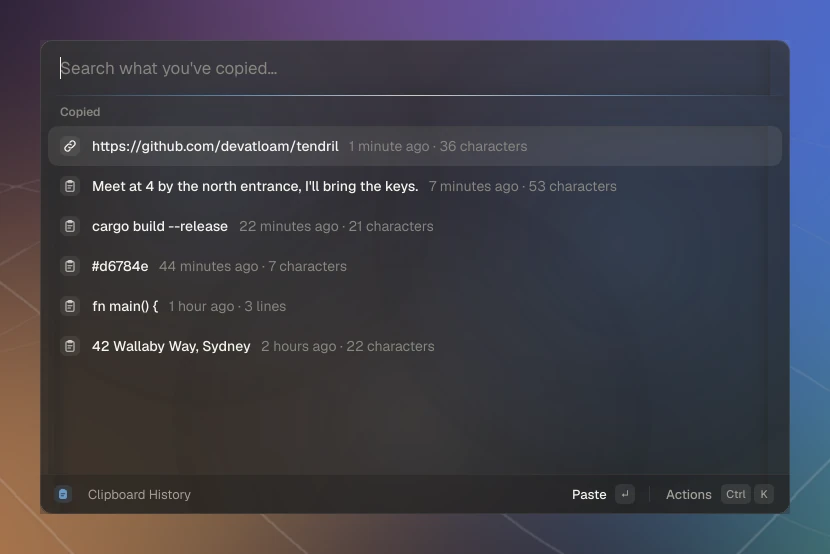 Search what you've copied...
Copied
https://github.com/devatloam/tendril 1 minute ago · 36 characters
Meet at 4 by the north entrance, I'll bring the keys. 7 minutes ago · 53 characters
cargo build --release 22 minutes ago · 21 characters
#d6784e 44 minutes ago · 7 characters
fn main() { 1 hour ago · 3 lines
42 Wallaby Way, Sydney 2 hours ago · 22 characters
Clipboard History Paste ↵ Actions Ctrl K